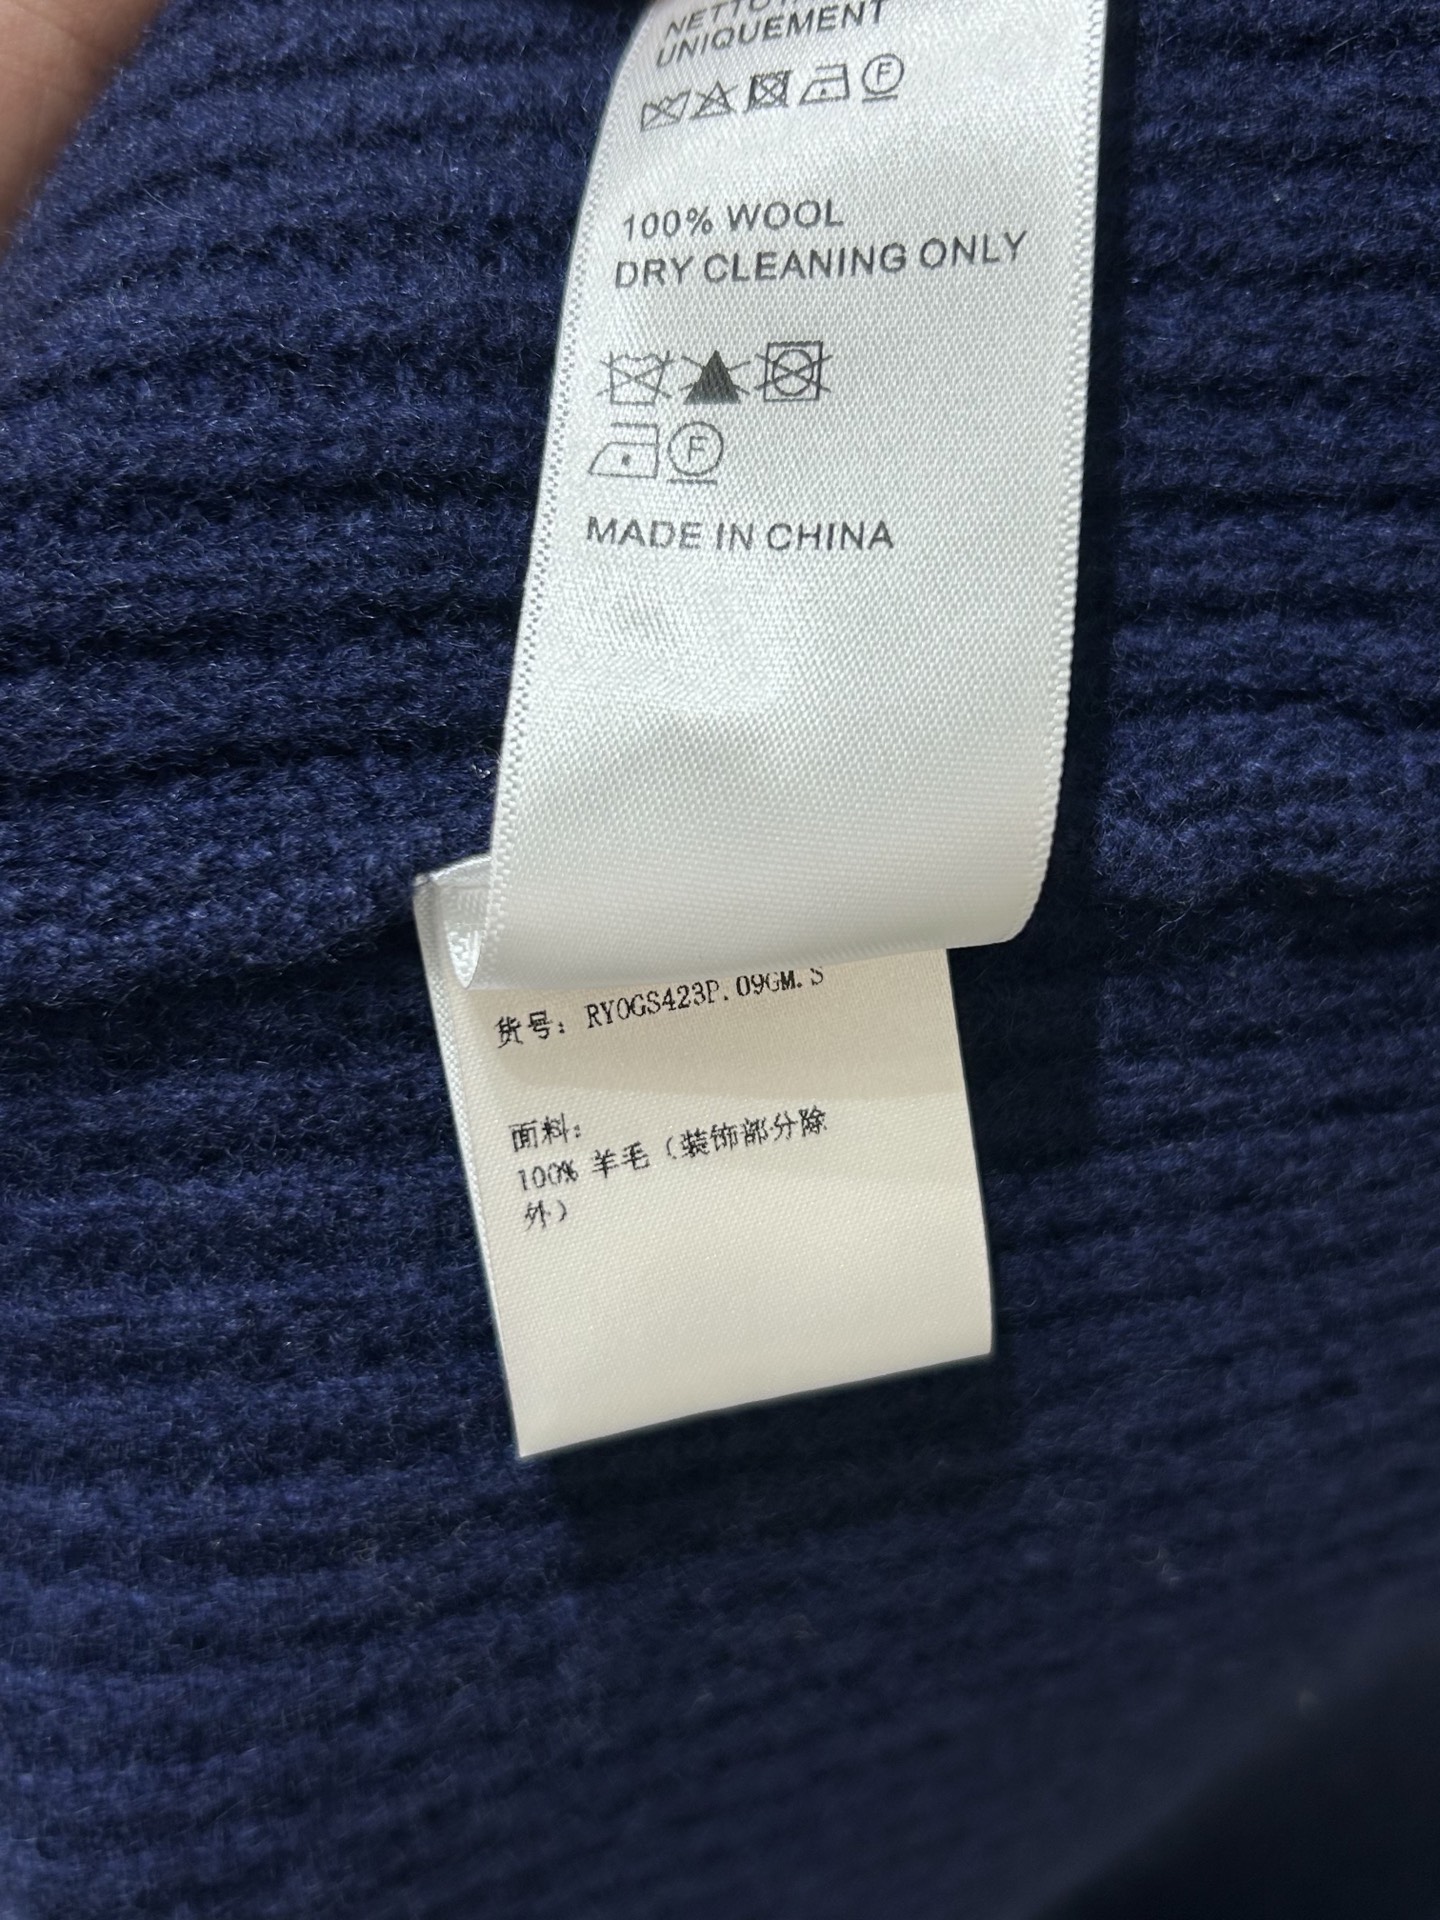 UNIQUEMENT
F
100% WOOL
DRY CLEANING ONLY
F
MADE IN CHINA
货号: RYOGS423P.09GM.S
面料:
100% 羊毛（装饰部分除
外）